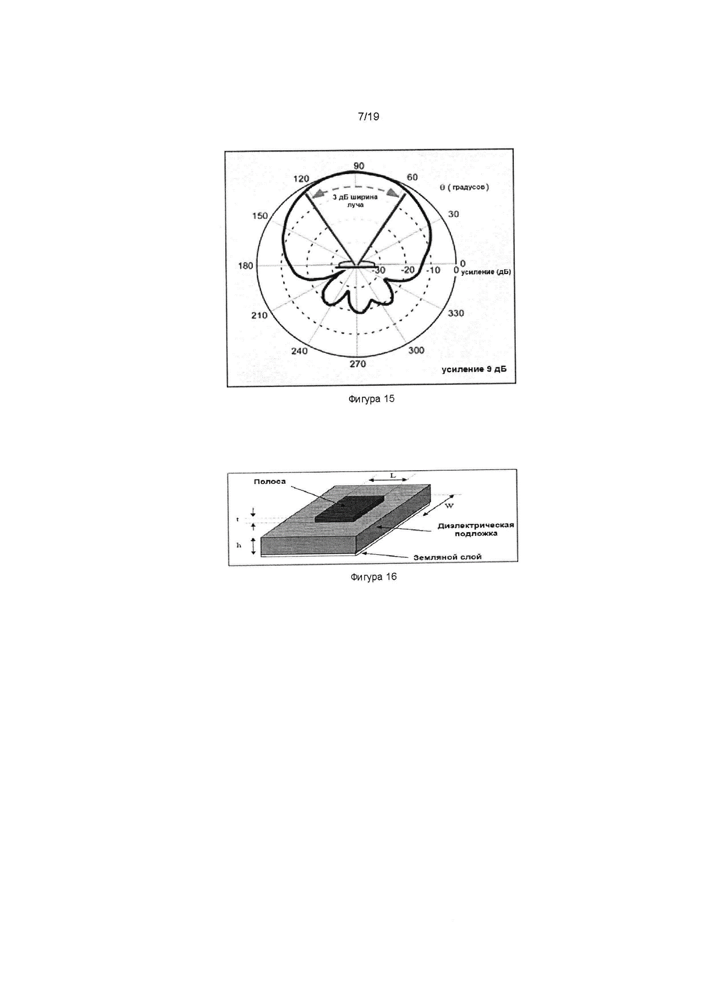 7/19
90
120
60
θ ( градусов)
3 дБ ширина
луча
150
30
180
0
-30
-20
-10
0
усиление (дБ)
210
330
240
300
270
усиление 9 дБ
Фигура 15
L
Полоса
W
t
Диэлектрическая
подложка
h
Земляной слой
Фигура 16